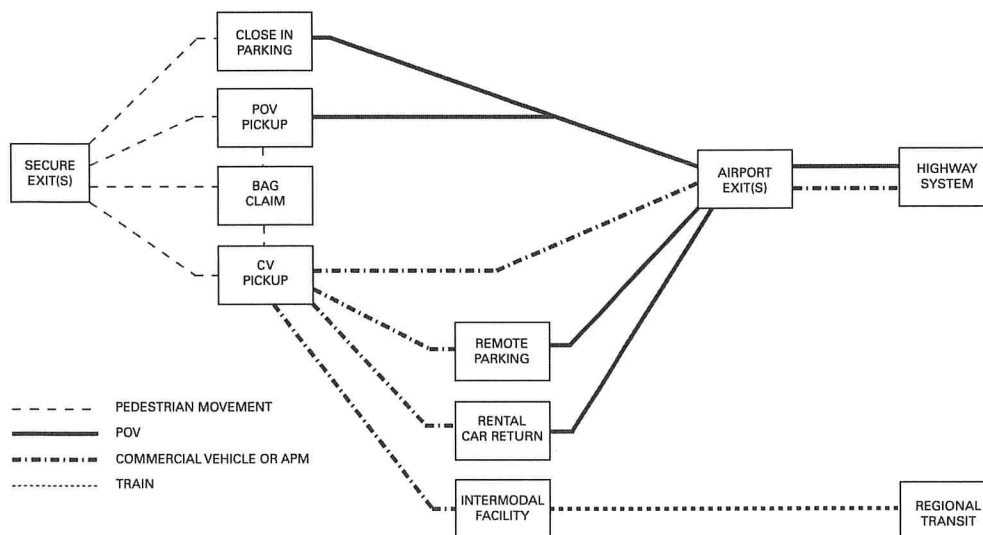 CLOSE IN
PARKING
POV
PICKUP
SECURE
EXIT(S)
BAG
CLAIM
AIRPORT
EXIT(S)
HIGHWAY
SYSTEM
CV
PICKUP
REMOTE
PARKING
RENTAL
CAR RETURN
INTERMODAL
FACILITY
REGIONAL
TRANSIT
PEDESTRIAN MOVEMENT
POV
COMMERCIAL VEHICLE OR APM
TRAIN